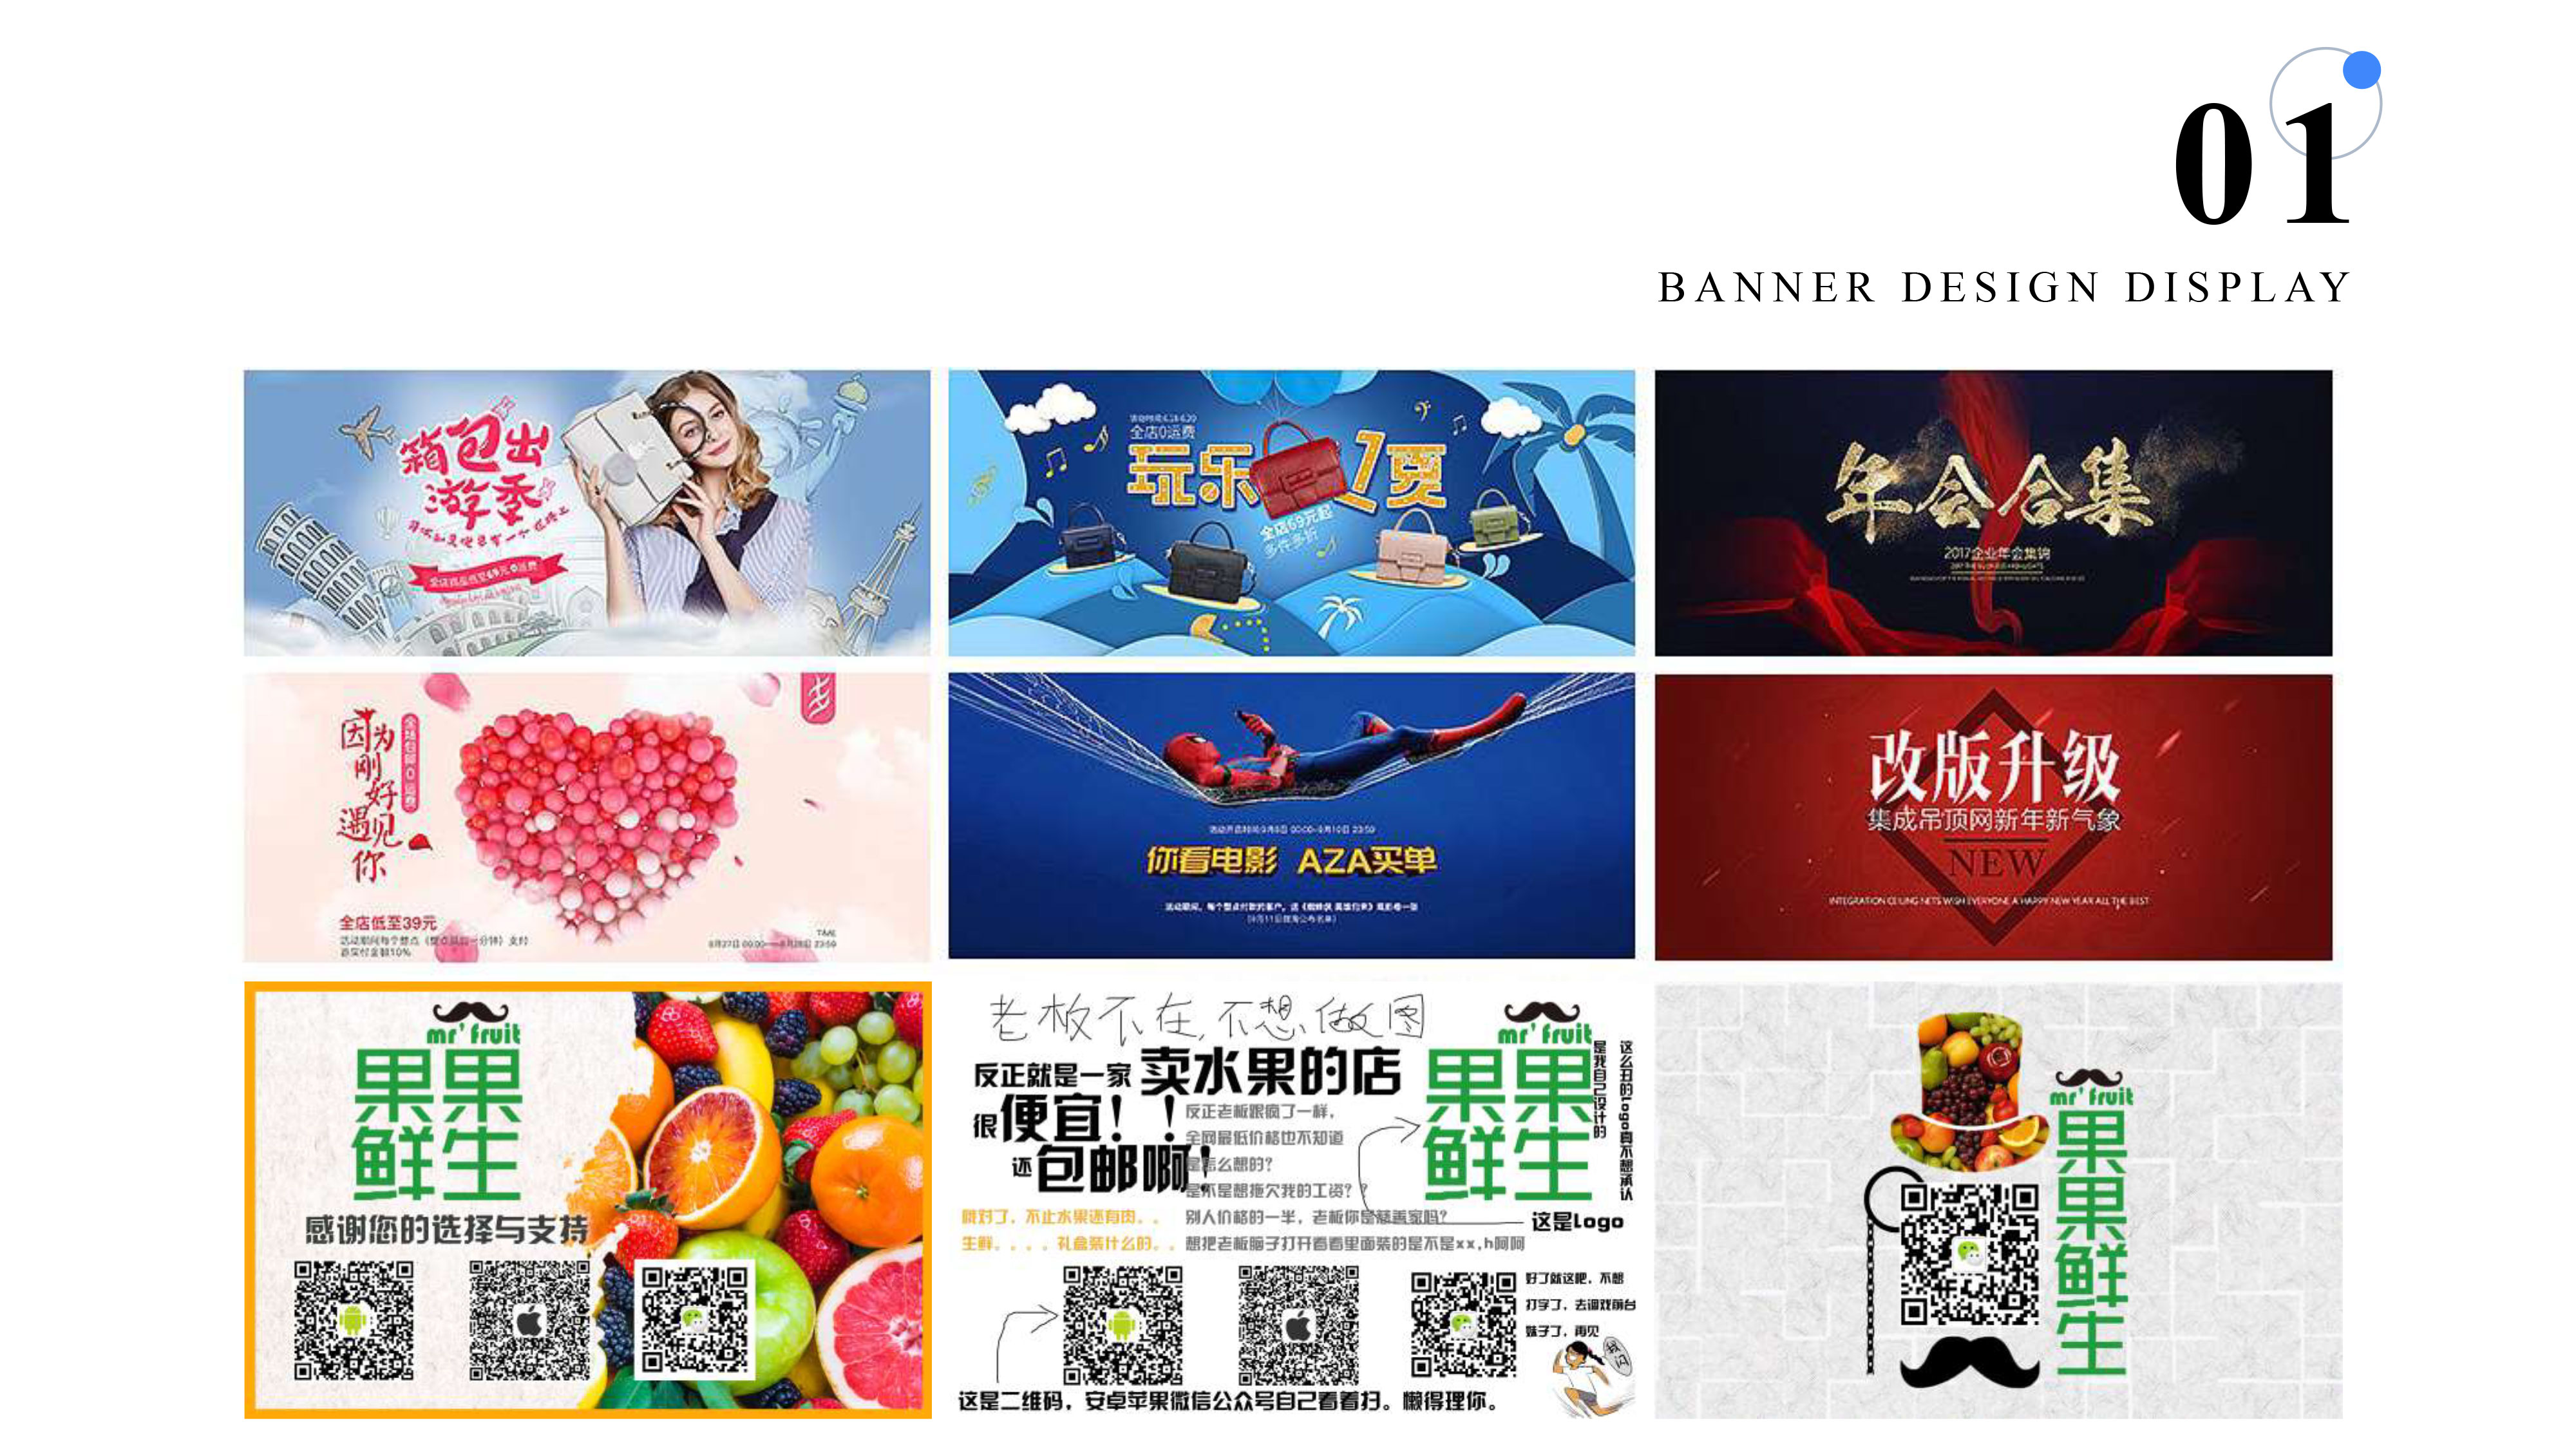 01
BANNER DESIGN DISPLAY
箱包出
游季
全店0运费
玩乐1夏
全店69元起
多件多折
年会合集
2017企业年会集锦
因为
刚
好
遇见
你
全店低至39元
你看电影 AZA买单
改版升级
集成吊顶网新年新气象
NEW
INTEGRATION CEILING NETS WISH EVERYONE A HAPPY NEW YEAR ALL THE BEST
mr' fruit
果果
鲜生
感谢您的选择与支持
老板不在,不想做图
反正就是一家 卖水果的店
很便宜！！
还包邮啊！
反正老板跟疯了一样，
全网最低价格也不知道
是怎么想的？
是不是想拖欠我的工资？？
别人价格的一半，老板你是慈善家吗？
想把老板脑子打开看看里面装的是不是xx,h呵呵
哦对了，不止水果还有肉。。
生鲜。。。。礼盒装什么的。。
mr' fruit
果果
鲜生
是我自己设计的
这么丑的Logo真不想承认
这是Logo
好了就这吧，不想
打字了，去调戏前台
妹子了，再见
我闪
这是二维码，安卓苹果微信公众号自己看着扫。懒得理你。
mr' fruit
果果鲜生